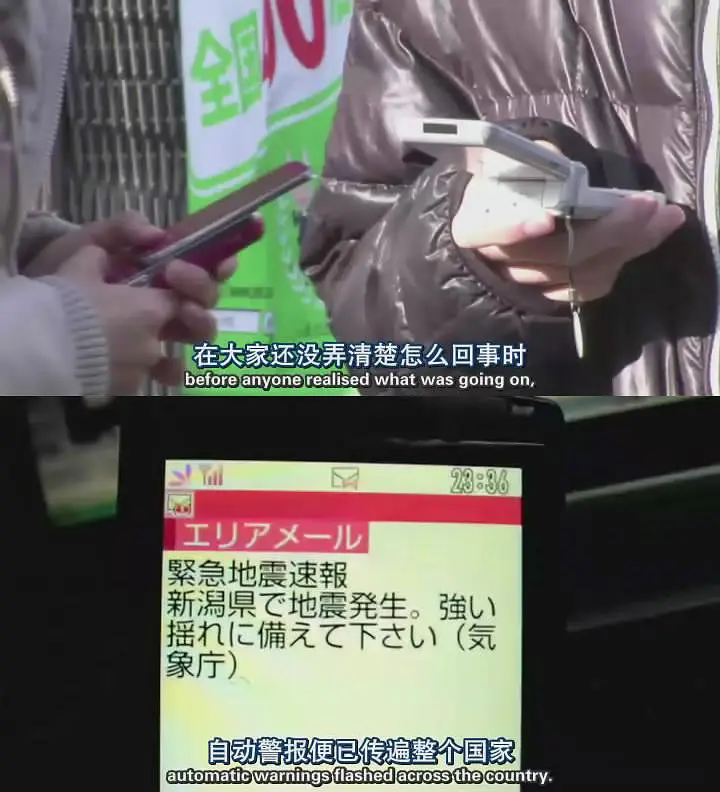 全国
在大家还没弄清楚怎么回事时
before anyone realised what was going on,
23:36
エリアメール
緊急地震速報
新潟県で地震発生。強い
揺れに備えて下さい（気
象庁）
自动警报便已传遍整个国家
automatic warnings flashed across the country.